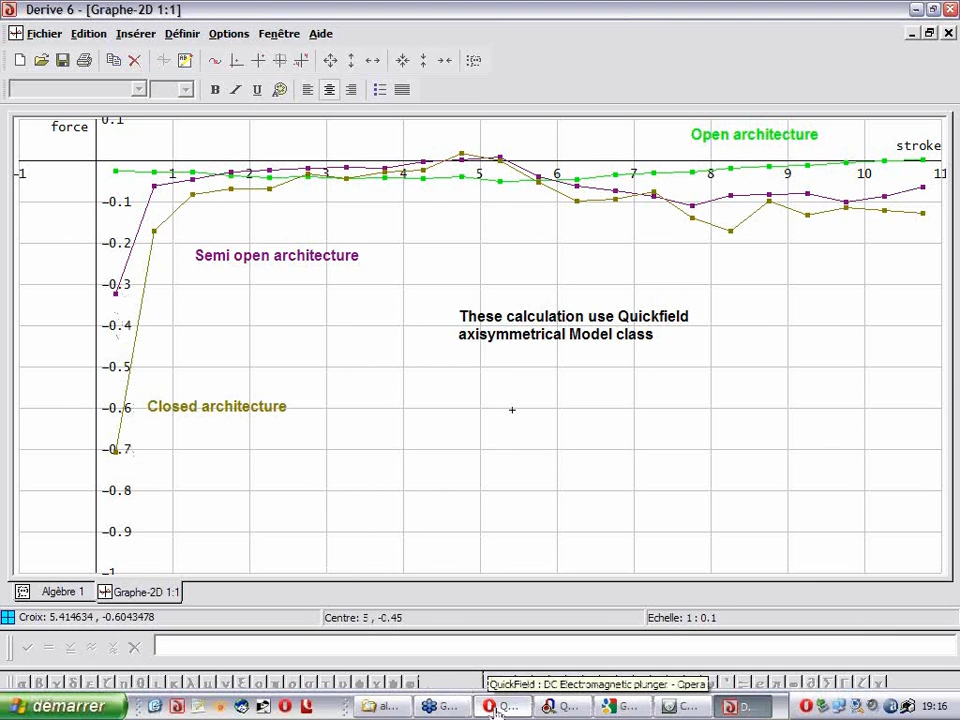 Derive 6 - [Graphe-2D 1:1]
Fichier Edition Insérer Définir Options Fenêtre Aide
B I U
0.1
force
Open architecture
stroke
-1 1 2 3 4 5 6 7 8 9 10 11
-0.1
-0.2
Semi open architecture
-0.3
These calculation use Quickfield
-0.4
axisymmetrical Model class
-0.5
Closed architecture
-0.6
-0.7
-0.8
-0.9
-1
Algèbre 1 Graphe-2D 1:1
Croix: 5.414634 , -0.6043478 Centre: 5 , -0.45 Echelle: 1 : 0.1
QuickField : DC Electromagnetic plunger - Opera
démarrer al... G... Q... Q... G... C... D... 19:16